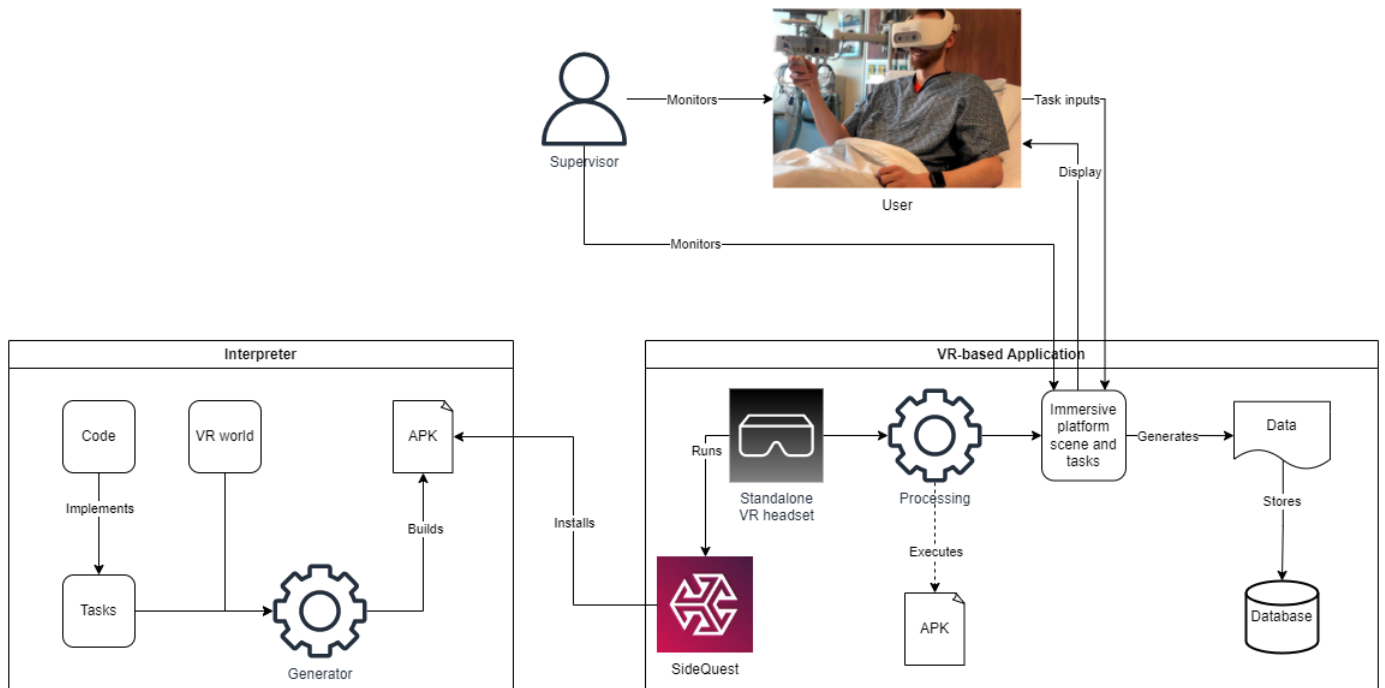 Monitors
Task inputs
Supervisor
Display
User
Monitors
Interpreter
VR-based Application
Code
VR world
APK
Immersive
platform
scene and
tasks
Generates
Data
Runs
Standalone
VR headset
Processing
Implements
Builds
Installs
Stores
Executes
Tasks
Generator
SideQuest
APK
Database